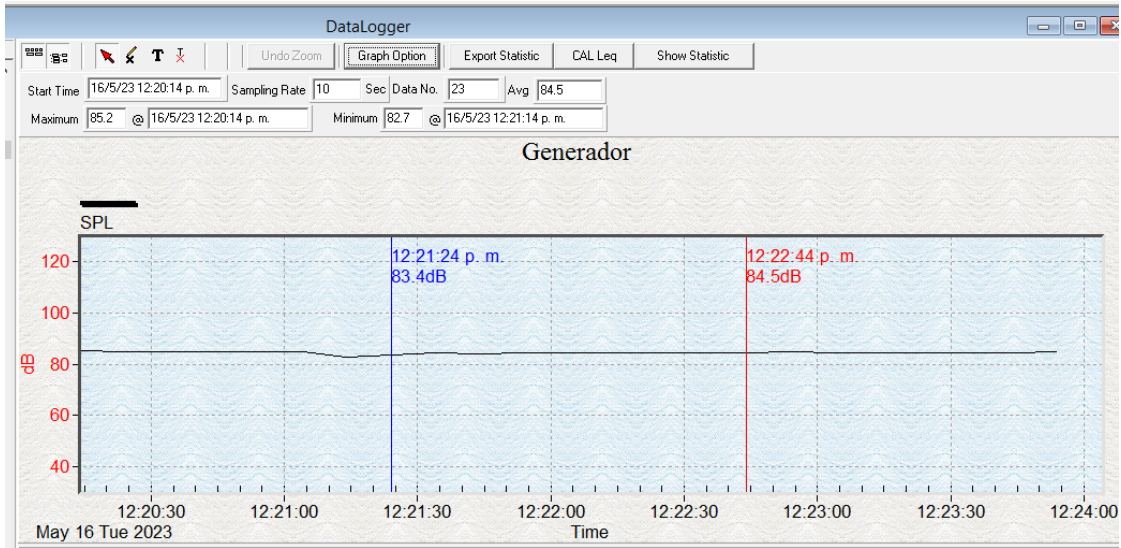 DataLogger
T T x Undo Zoom Graph Option Export Statistic CAL Leq Show Statistic
Start Time 16/5/23 12:20:14 p. m. Sampling Rate 10 Sec Data No. 23 Avg 84.5
Maximum 85.2 @ 16/5/23 12:20:14 p. m. Minimum 82.7 @ 16/5/23 12:21:14 p. m.
Generador
SPL
12:21:24 p. m. 12:22:44 p. m.
83.4dB 84.5dB
120
100
80
60
40
dB
12:20:30 12:21:00 12:21:30 12:22:00 12:22:30 12:23:00 12:23:30 12:24:00
May 16 Tue 2023 Time